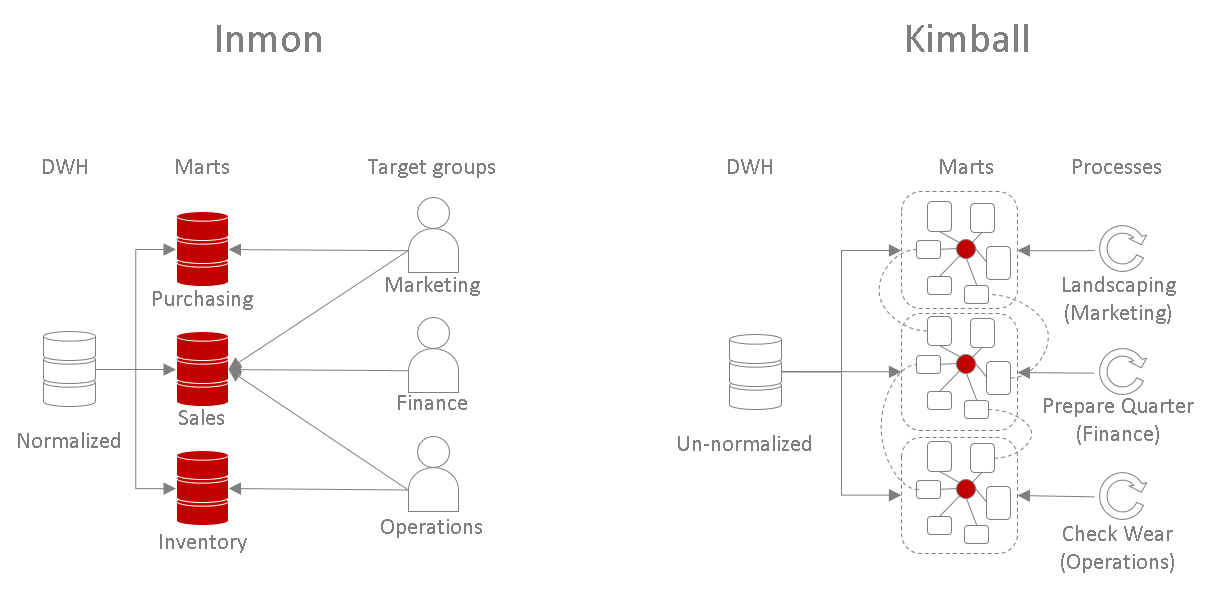 Inmon
Kimball
DWH
Marts
Target groups
Purchasing
Marketing
Sales
Finance
Normalized
Inventory
Operations
DWH
Marts
Processes
Landscaping
(Marketing)
Prepare Quarter
(Finance)
Un-normalized
Check Wear
(Operations)